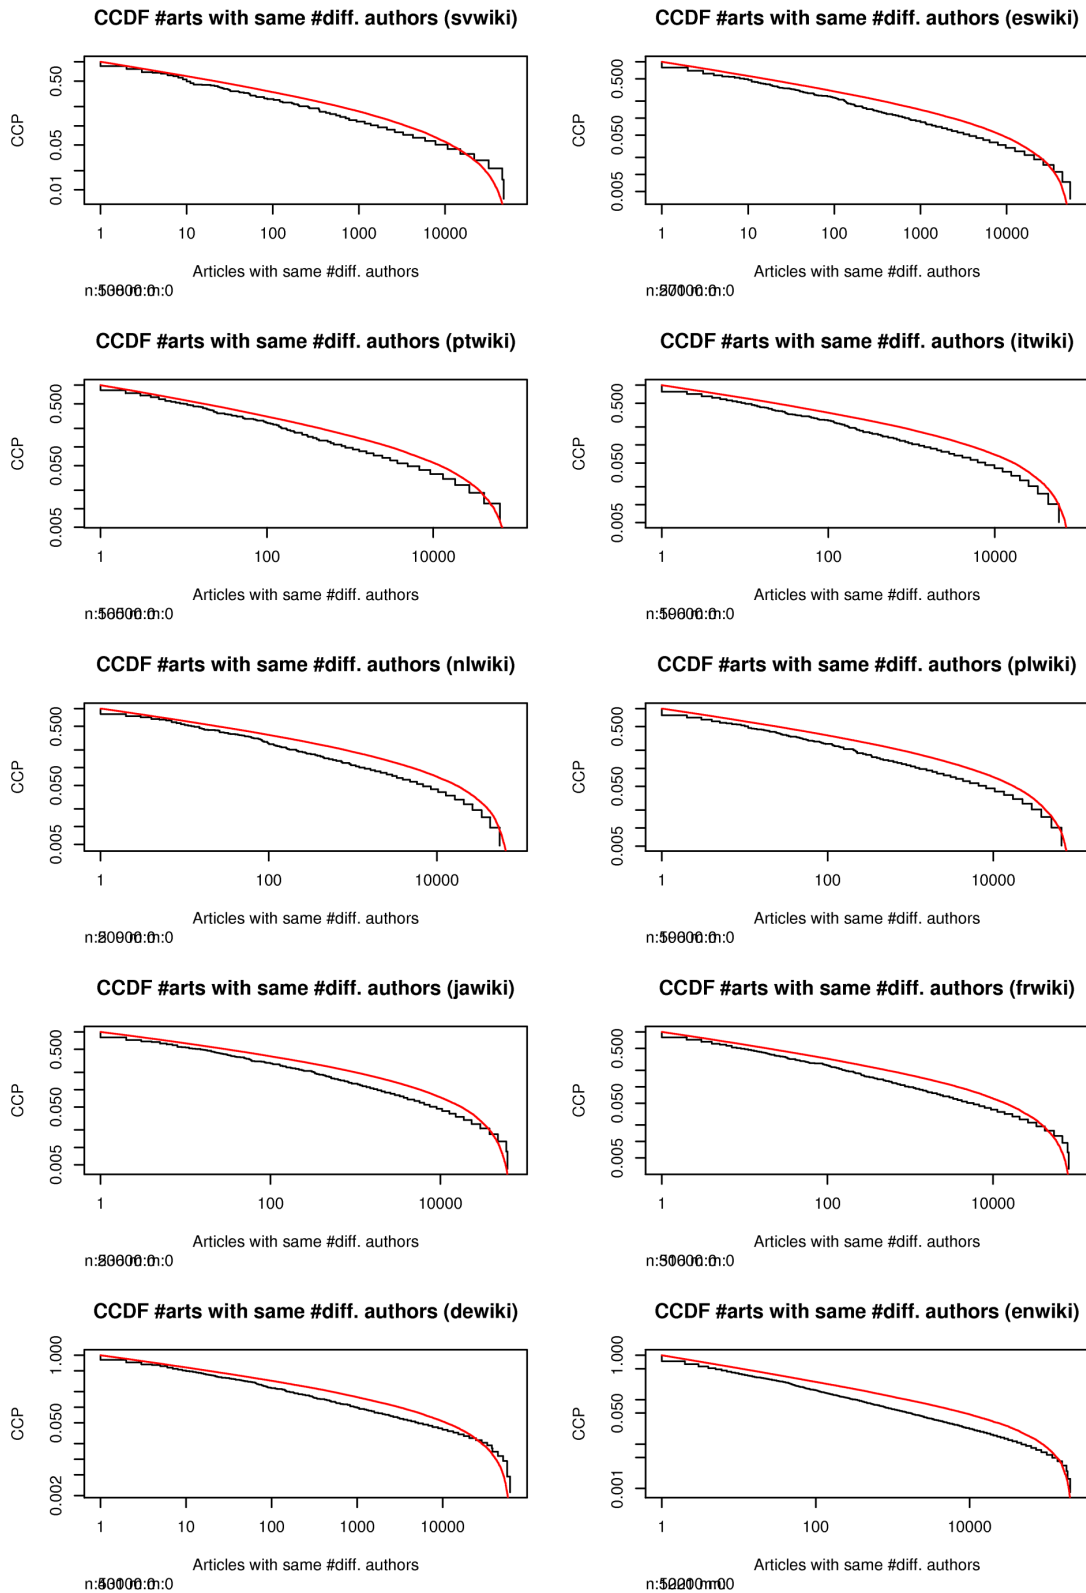 CCDF #arts with same #diff. authors (svwiki)
CCP
0.50
0.05
0.01
1 10 100 1000 10000
Articles with same #diff. authors
CCDF #arts with same #diff. authors (eswiki)
CCP
0.500
0.050
0.005
1 10 100 1000 10000
Articles with same #diff. authors
CCDF #arts with same #diff. authors (ptwiki)
CCP
0.500
0.050
0.005
1 100 10000
Articles with same #diff. authors
CCDF #arts with same #diff. authors (itwiki)
CCP
0.500
0.050
0.005
1 100 10000
Articles with same #diff. authors
CCDF #arts with same #diff. authors (nlwiki)
CCP
0.500
0.050
0.005
1 100 10000
Articles with same #diff. authors
CCDF #arts with same #diff. authors (plwiki)
CCP
0.500
0.050
0.005
1 100 10000
Articles with same #diff. authors
CCDF #arts with same #diff. authors (jawiki)
CCP
0.500
0.050
0.005
1 100 10000
Articles with same #diff. authors
CCDF #arts with same #diff. authors (frwiki)
CCP
0.500
0.050
0.005
1 100 10000
Articles with same #diff. authors
CCDF #arts with same #diff. authors (dewiki)
CCP
1.000
0.050
0.002
1 10 100 1000 10000
Articles with same #diff. authors
CCDF #arts with same #diff. authors (enwiki)
CCP
1.000
0.050
0.001
1 100 10000
Articles with same #diff. authors